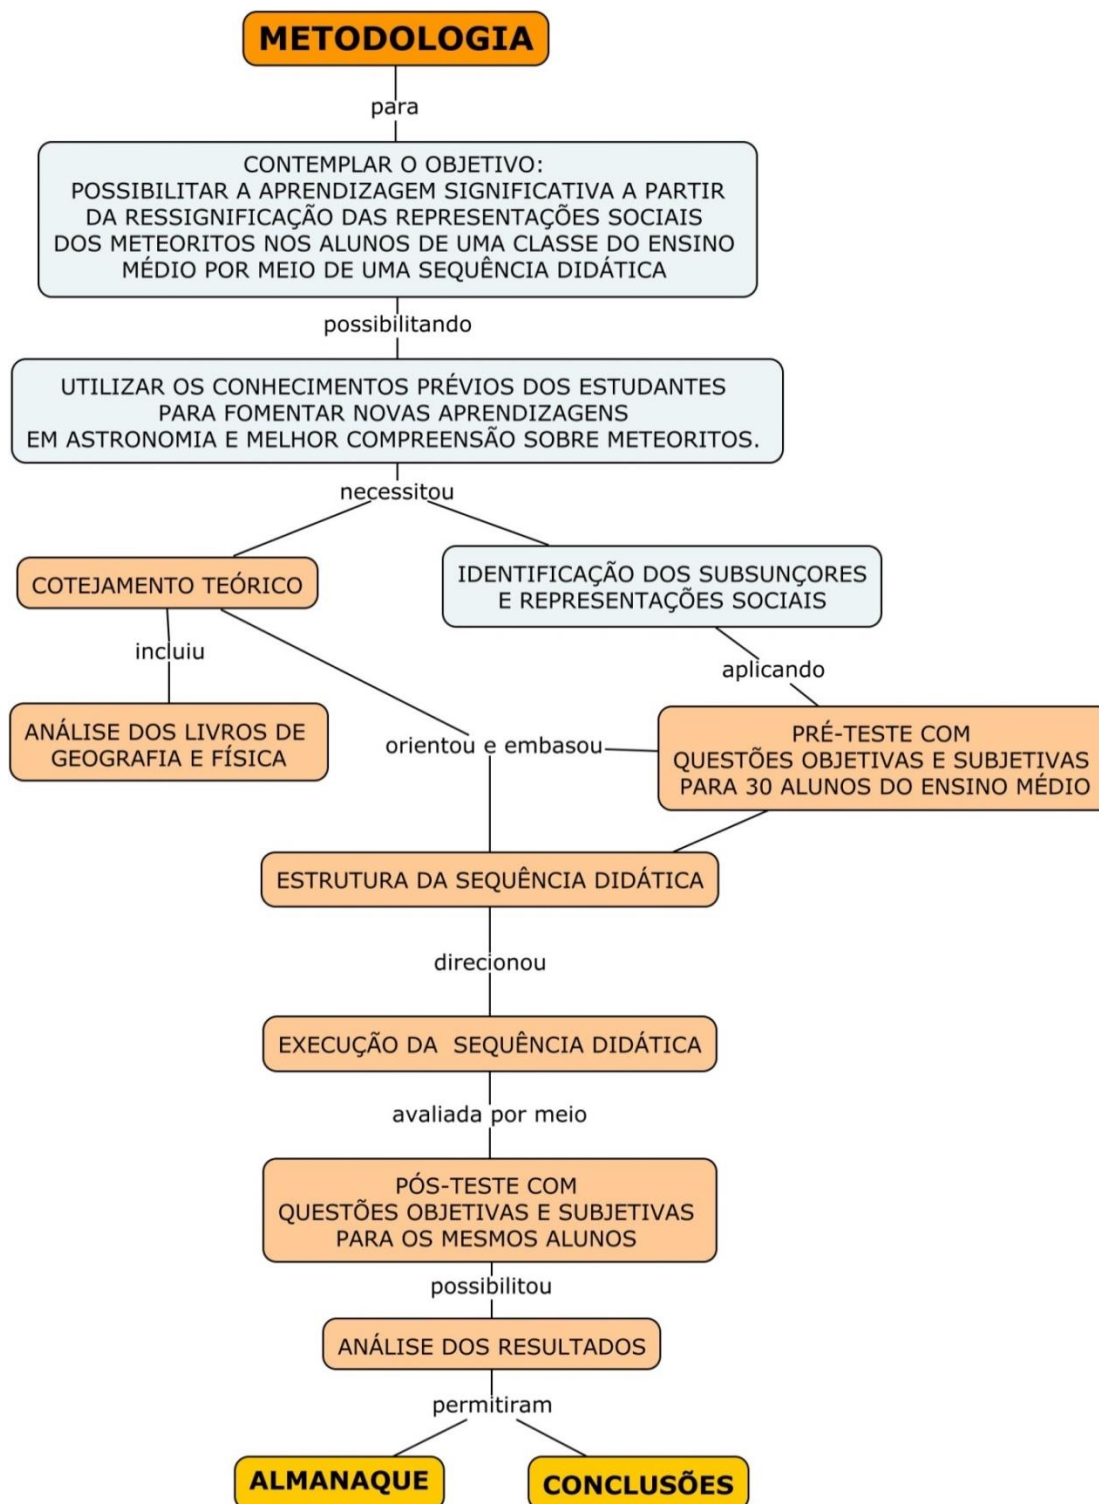 METODOLOGIA
para
CONTEMPLAR O OBJETIVO:
POSSIBILITAR A APRENDIZAGEM SIGNIFICATIVA A PARTIR
DA RESSIGNIFICAÇÃO DAS REPRESENTAÇÕES SOCIAIS
DOS METEORITOS NOS ALUNOS DE UMA CLASSE DO ENSINO
MÉDIO POR MEIO DE UMA SEQUÊNCIA DIDÁTICA
possibilitando
UTILIZAR OS CONHECIMENTOS PRÉVIOS DOS ESTUDANTES
PARA FOMENTAR NOVAS APRENDIZAGENS
EM ASTRONOMIA E MELHOR COMPREENSÃO SOBRE METEORITOS.
necessitou
COTEJAMENTO TEÓRICO
IDENTIFICAÇÃO DOS SUBSUNÇORES
E REPRESENTAÇÕES SOCIAIS
incluiu
aplicando
ANÁLISE DOS LIVROS DE
GEOGRAFIA E FÍSICA
orientou e embasou
PRÉ-TESTE COM
QUESTÕES OBJETIVAS E SUBJETIVAS
PARA 30 ALUNOS DO ENSINO MÉDIO
ESTRUTURA DA SEQUÊNCIA DIDÁTICA
direcionou
EXECUÇÃO DA SEQUÊNCIA DIDÁTICA
avaliada por meio
PÓS-TESTE COM
QUESTÕES OBJETIVAS E SUBJETIVAS
PARA OS MESMOS ALUNOS
possibilitou
ANÁLISE DOS RESULTADOS
permitiram
ALMANAQUE
CONCLUSÕES